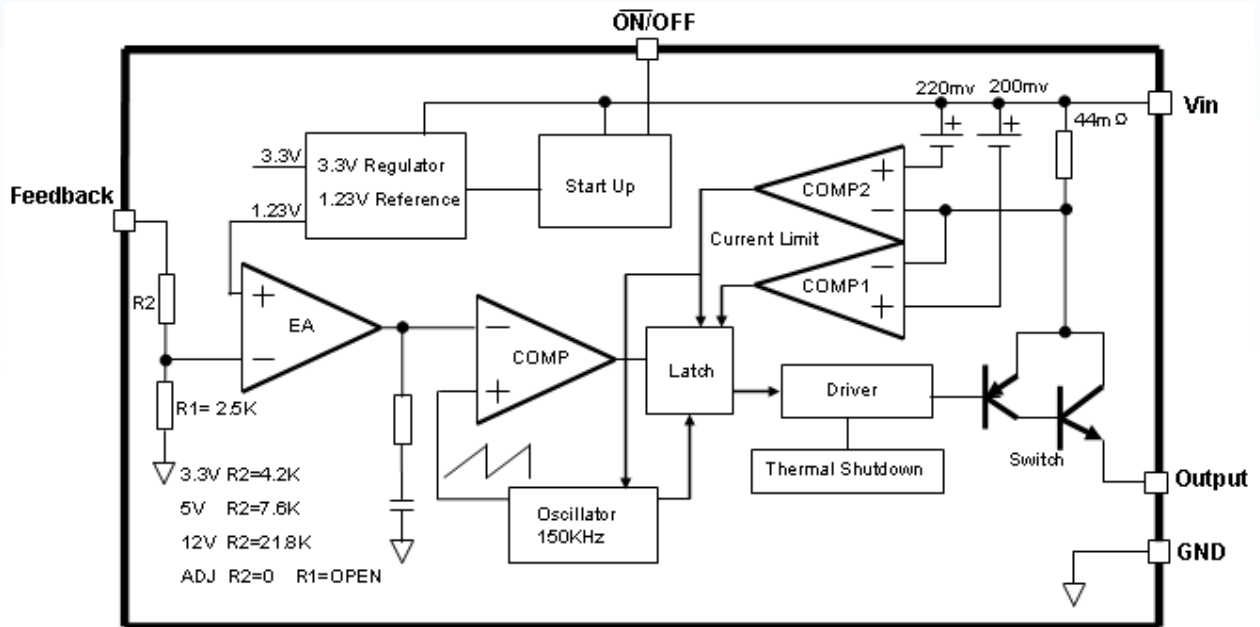 ON/OFF
220mv 200mv
Vin
44mΩ
3.3V
3.3V Regulator
1.23V Reference
1.23V
Start Up
Feedback
COMP2
+
−
Current Limit
COMP1
−
+
R2
+
EA
−
−
COMP
+
Latch
Driver
R1= 2.5K
Thermal Shutdown
Switch
Output
3.3V R2=4.2K
5V R2=7.6K
12V R2=21.8K
ADJ R2=0 R1=OPEN
Oscillator
150KHz
GND
+
+